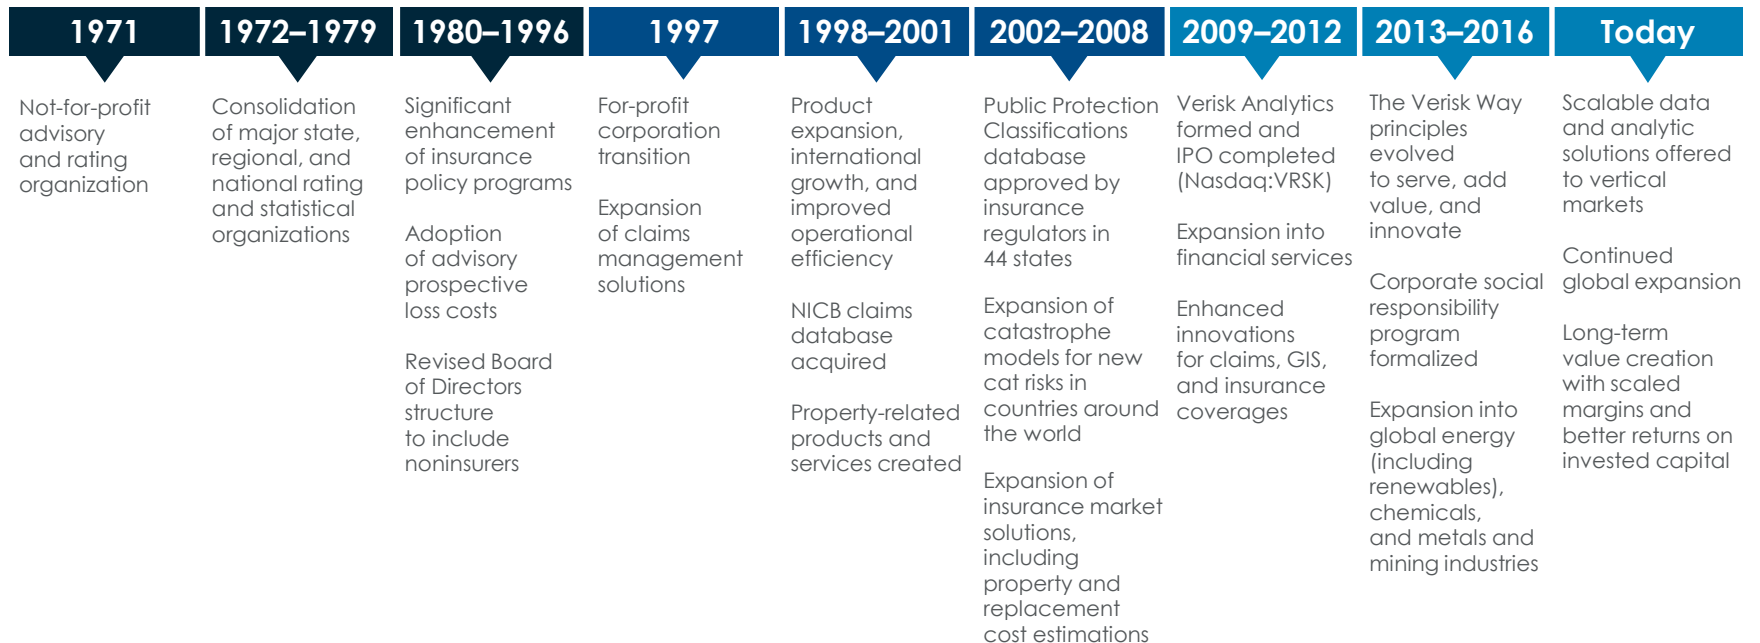 1971
Not-for-profit
advisory
and rating
organization
1972–1979
Consolidation
of major state,
regional, and
national rating
and statistical
organizations
1980–1996
Significant
enhancement
of insurance
policy programs
Adoption
of advisory
prospective
loss costs
Revised Board
of Directors
structure
to include
noninsurers
1997
For-profit
corporation
transition
Expansion
of claims
management
solutions
1998–2001
Product
expansion,
international
growth, and
improved
operational
efficiency
NICB claims
database
acquired
Property-related
products and
services created
2002–2008
Public Protection
Classifications
database
approved by
insurance
regulators in
44 states
Expansion of
catastrophe
models for new
cat risks in
countries around
the world
Expansion of
insurance market
solutions,
including
property and
replacement
cost estimations
2009–2012
Verisk Analytics
formed and
IPO completed
(Nasdaq:VRSK)
Expansion into
financial services
Enhanced
innovations
for claims, GIS,
and insurance
coverages
2013–2016
The Verisk Way
principles
evolved
to serve, add
value, and
innovate
Corporate social
responsibility
program
formalized
Expansion into
global energy
(including
renewables),
chemicals,
and metals and
mining industries
Today
Scalable data
and analytic
solutions offered
to vertical
markets
Continued
global expansion
Long-term
value creation
with scaled
margins and
better returns on
invested capital